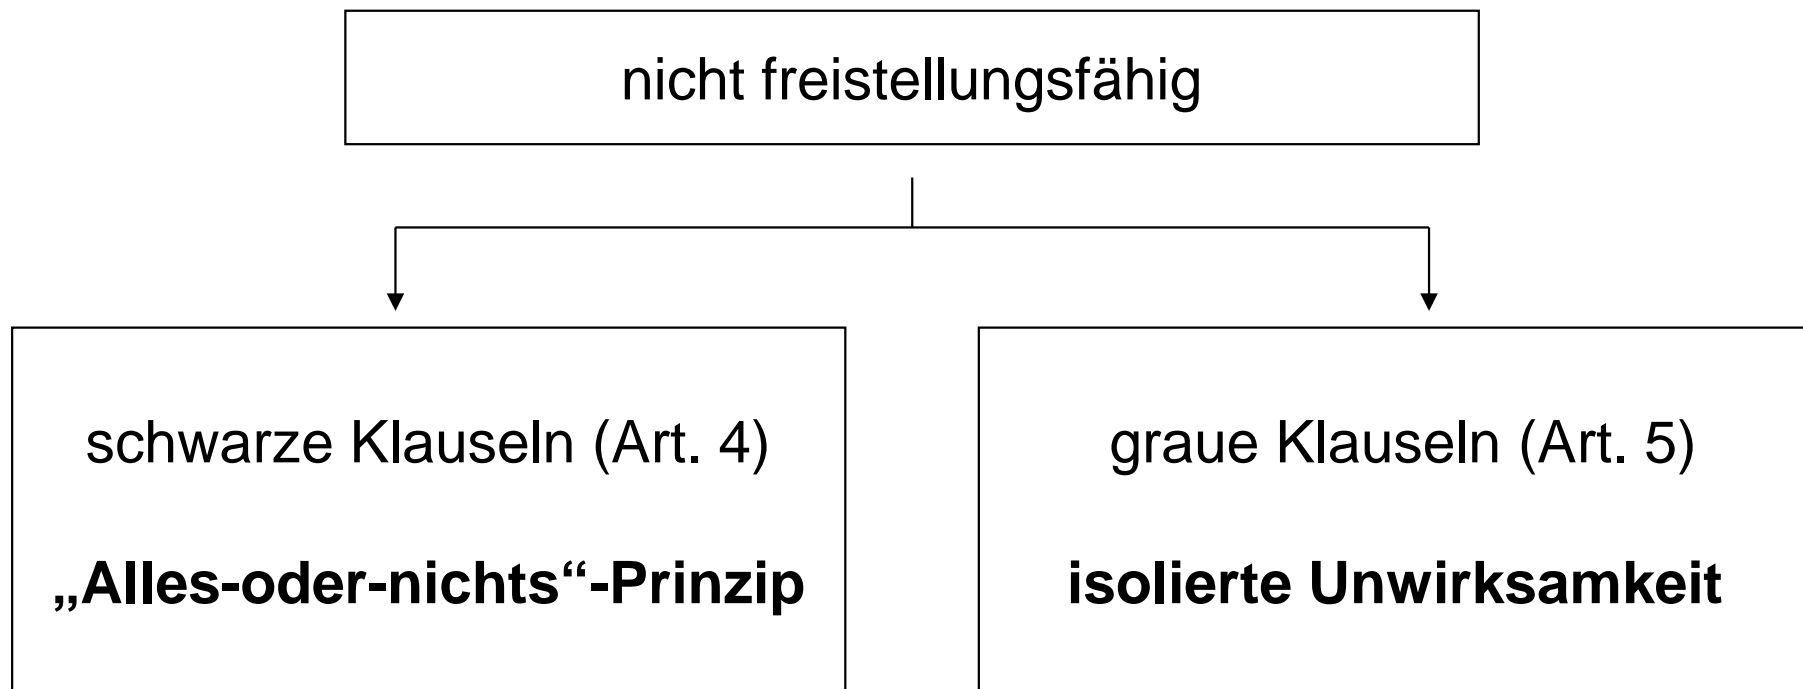 nicht freistellungsfähig
schwarze Klauseln (Art. 4)
„Alles-oder-nichts“-Prinzip
graue Klauseln (Art. 5)
isolierte Unwirksamkeit